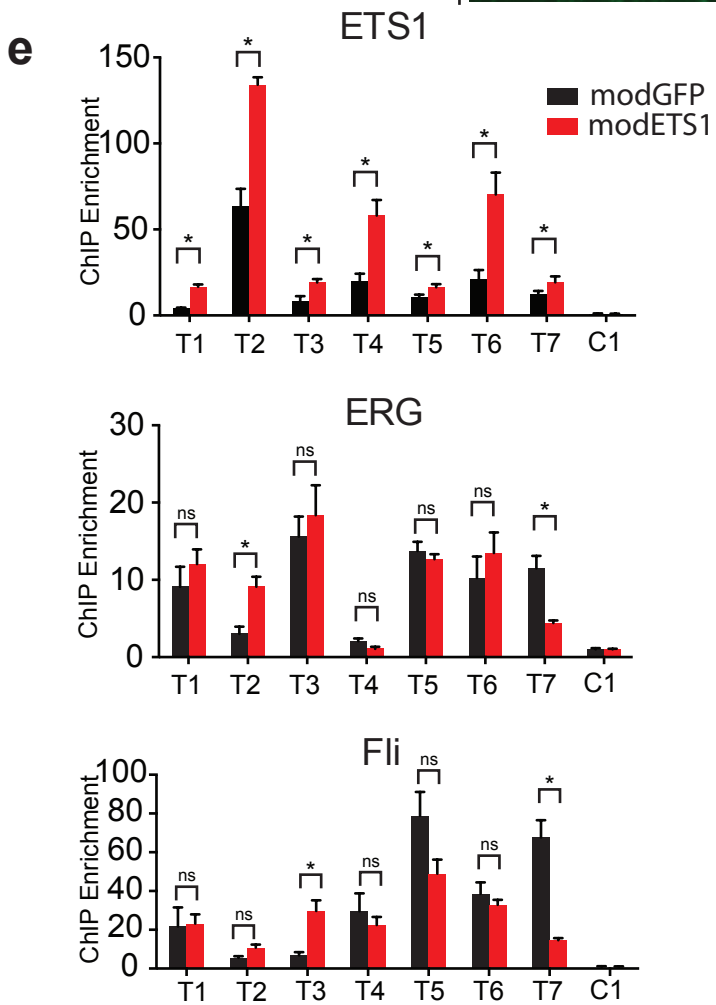 e
ETS1
modGFP
modETS1
ChIP Enrichment
150
100
50
0
*
*
*
*
*
*
*
T1 T2 T3 T4 T5 T6 T7 C1
ERG
ChIP Enrichment
30
20
10
0
ns
*
ns
ns
ns
ns
*
T1 T2 T3 T4 T5 T6 T7 C1
Fli
ChIP Enrichment
100
80
60
40
20
0
ns
ns
*
ns
ns
ns
*
T1 T2 T3 T4 T5 T6 T7 C1